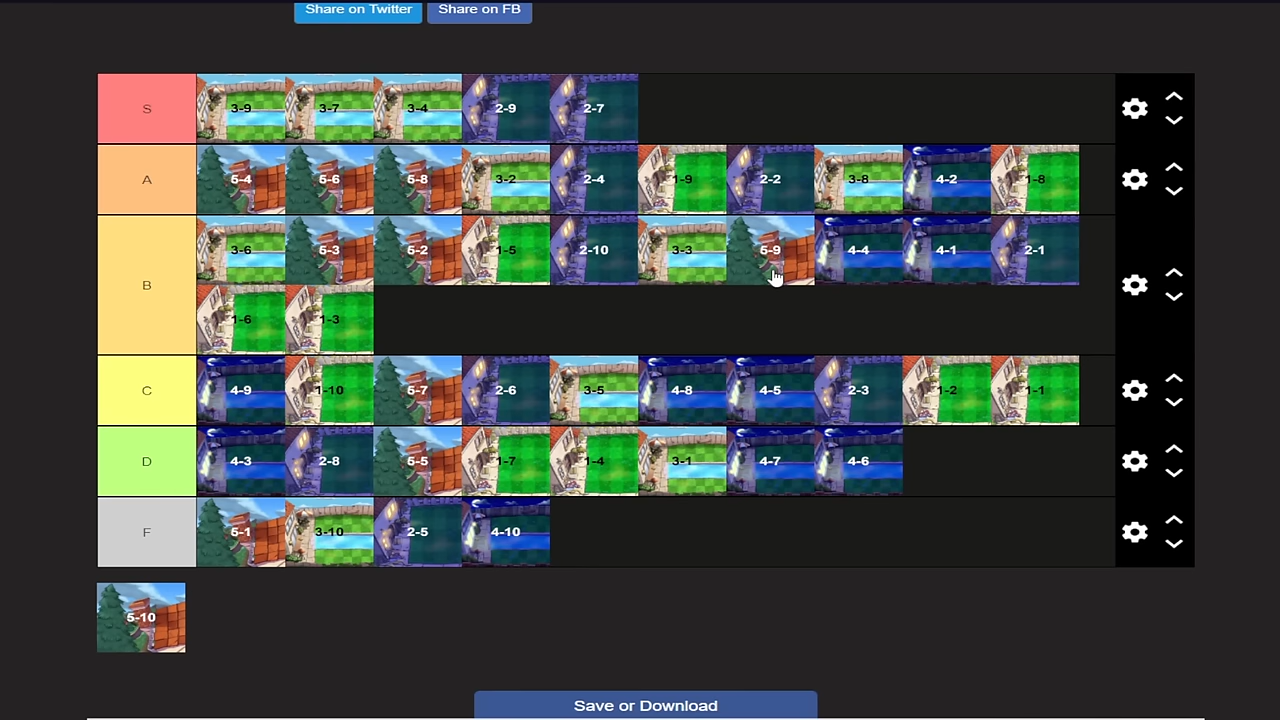 Share on Twitter Share on FB
S 3-9 3-7 3-4 2-9 2-7
A 5-4 5-6 5-8 3-2 2-4 1-9 2-2 3-8 4-2 1-8
B 3-6 5-3 5-2 1-5 2-10 3-3 5-9 4-4 4-1 2-1
1-6 1-3
C 4-9 1-10 5-7 2-6 3-5 4-8 4-5 2-3 1-2 1-1
D 4-3 2-8 5-5 1-7 1-4 3-1 4-7 4-6
F 5-1 3-10 2-5 4-10
5-10
Save or Download